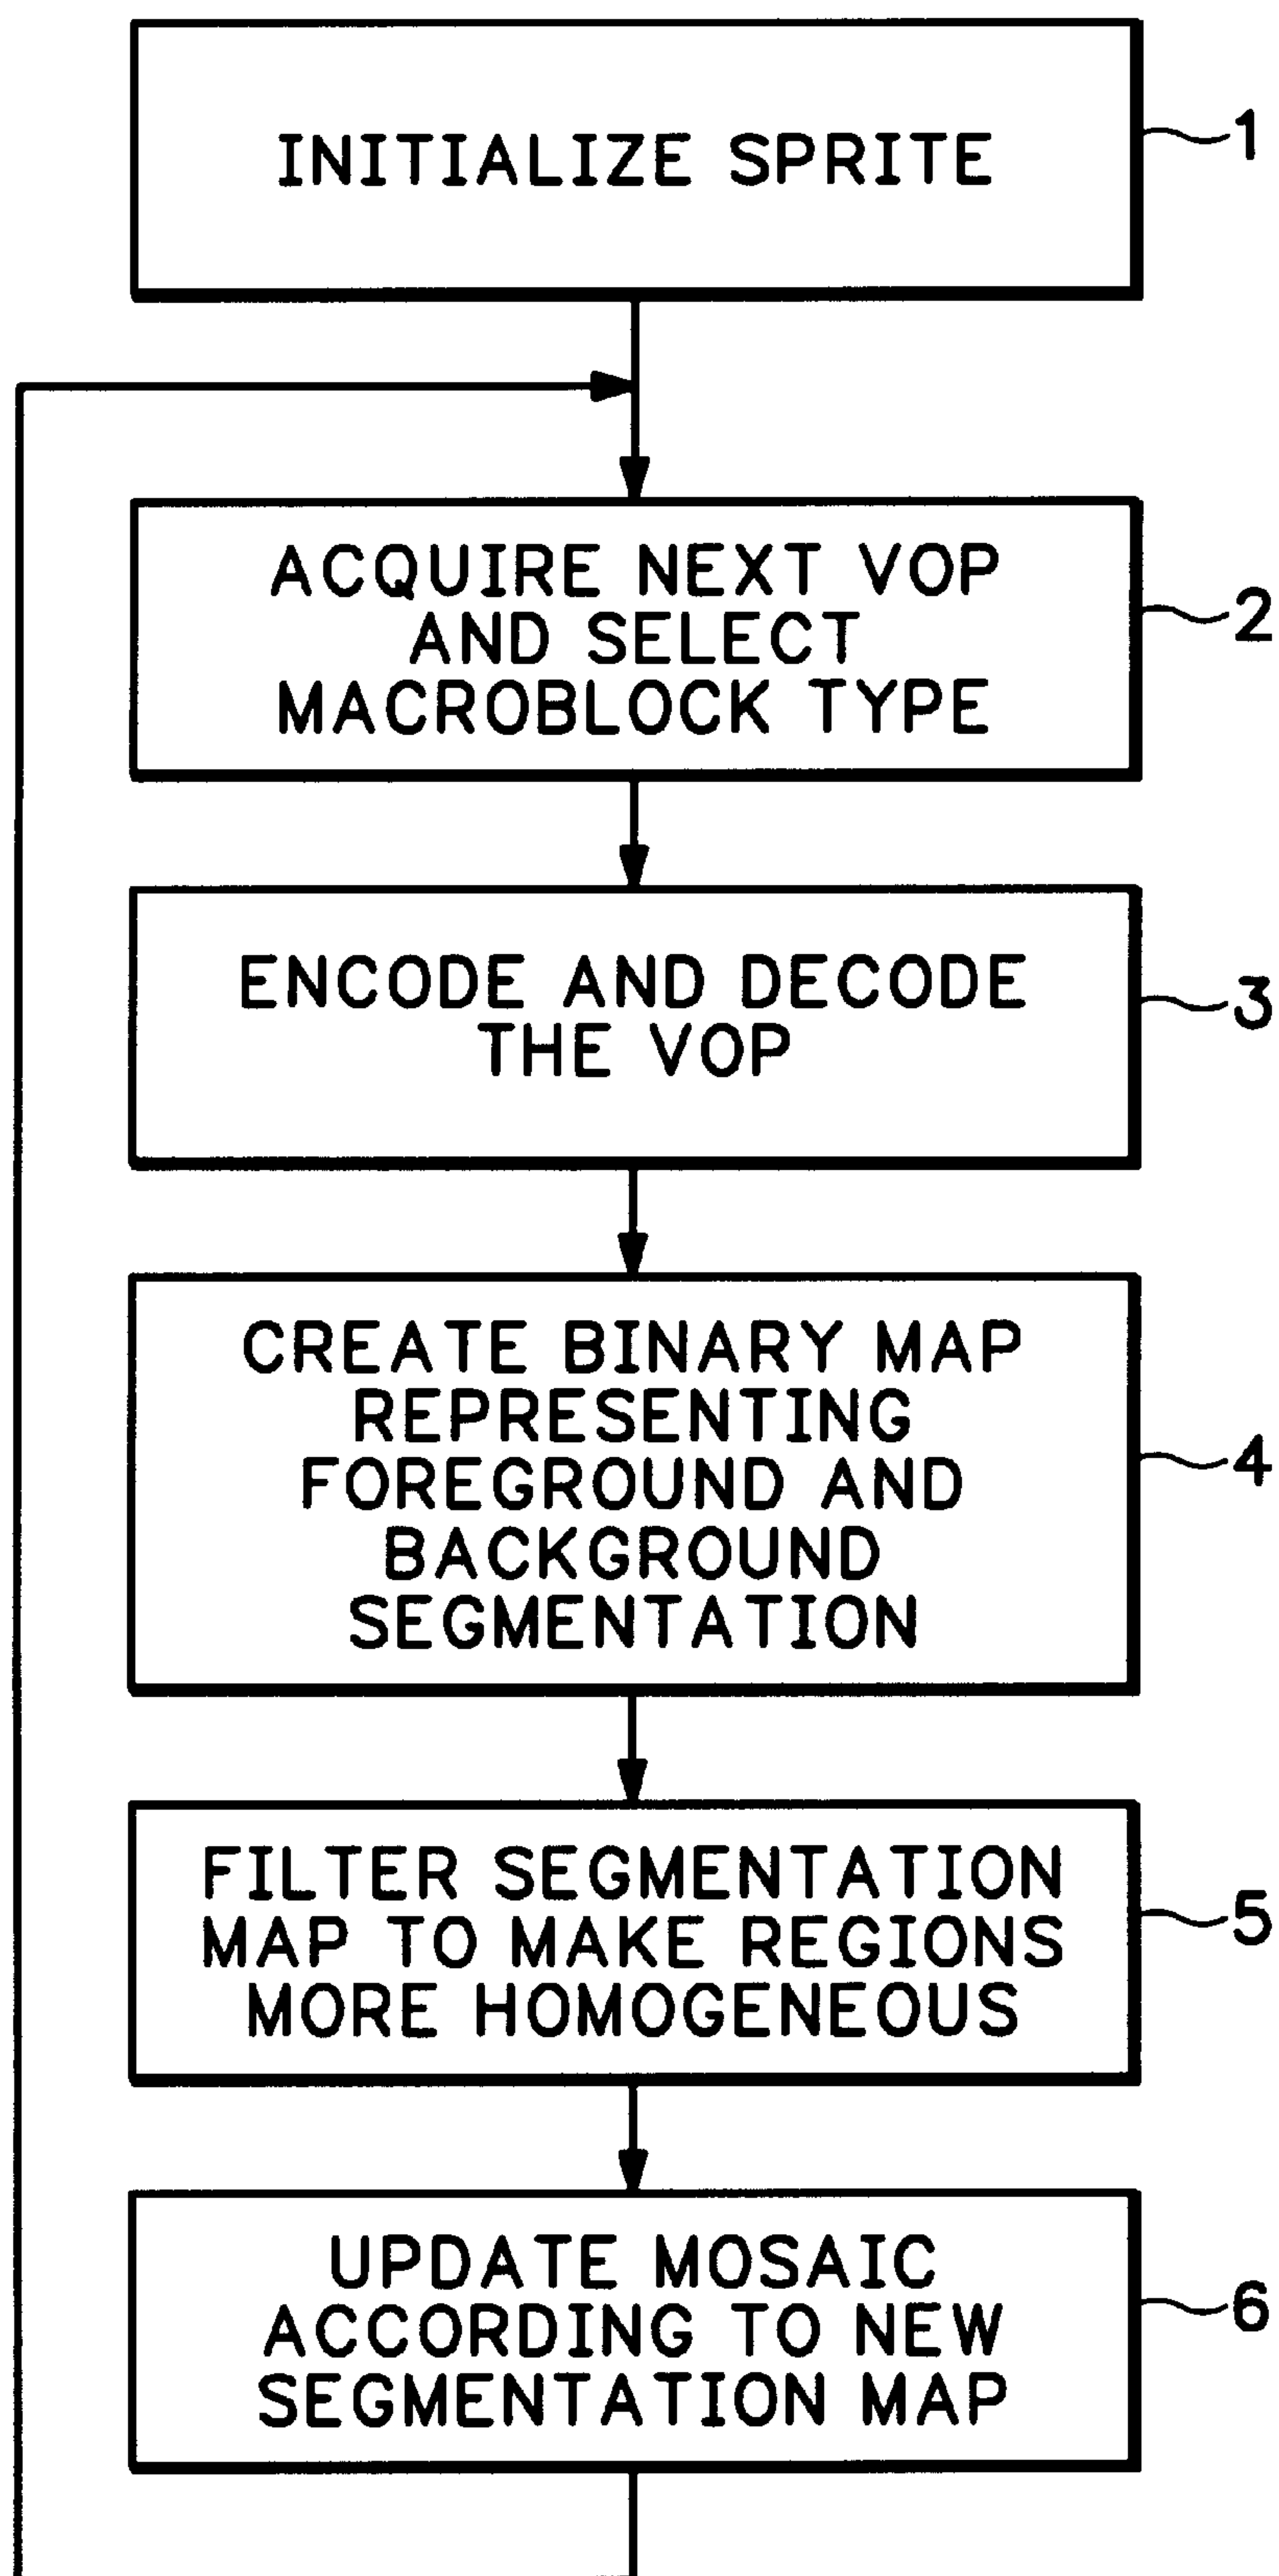 INITIALIZE SPRITE
1
ACQUIRE NEXT VOP
AND SELECT
MACROBLOCK TYPE
2
ENCODE AND DECODE
THE VOP
3
CREATE BINARY MAP
REPRESENTING
FOREGROUND AND
BACKGROUND
SEGMENTATION
4
FILTER SEGMENTATION
MAP TO MAKE REGIONS
MORE HOMOGENEOUS
5
UPDATE MOSAIC
ACCORDING TO NEW
SEGMENTATION MAP
6